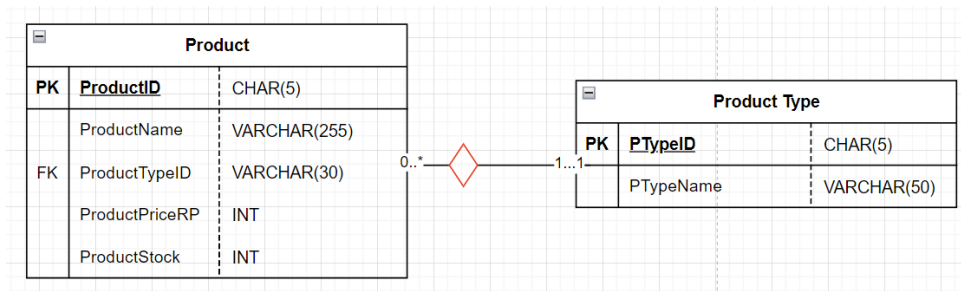 Product
PK ProductID CHAR(5)
ProductName VARCHAR(255)
FK ProductTypeID VARCHAR(30)
ProductPriceRP INT
ProductStock INT
0..*
1...1
Product Type
PK PTypeID CHAR(5)
PTypeName VARCHAR(50)